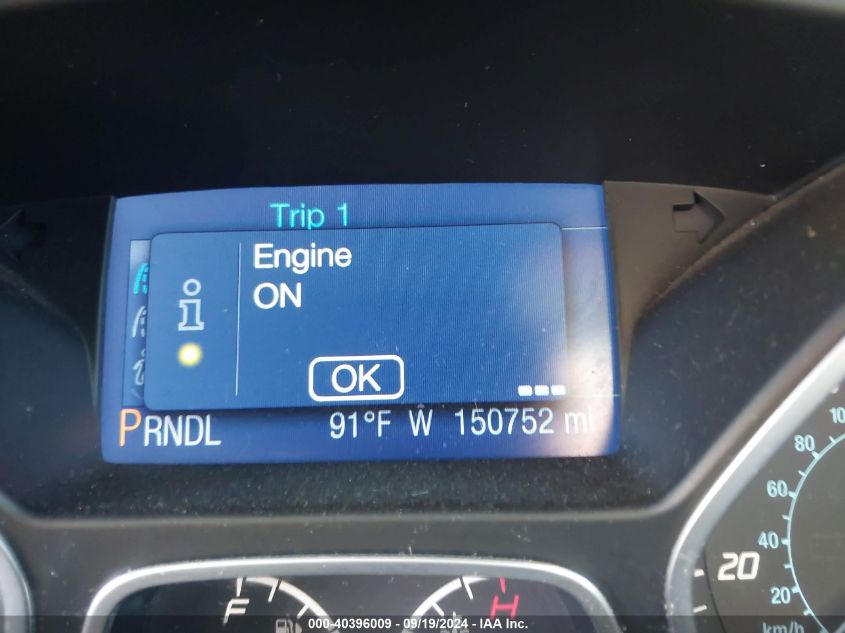 Trip 1
Engine
ON
OK
PRNDL 91°F W 150752 mi
F H
20
80
60
40
20
km/h
000-40396009 - 09/19/2024 - IAA Inc.